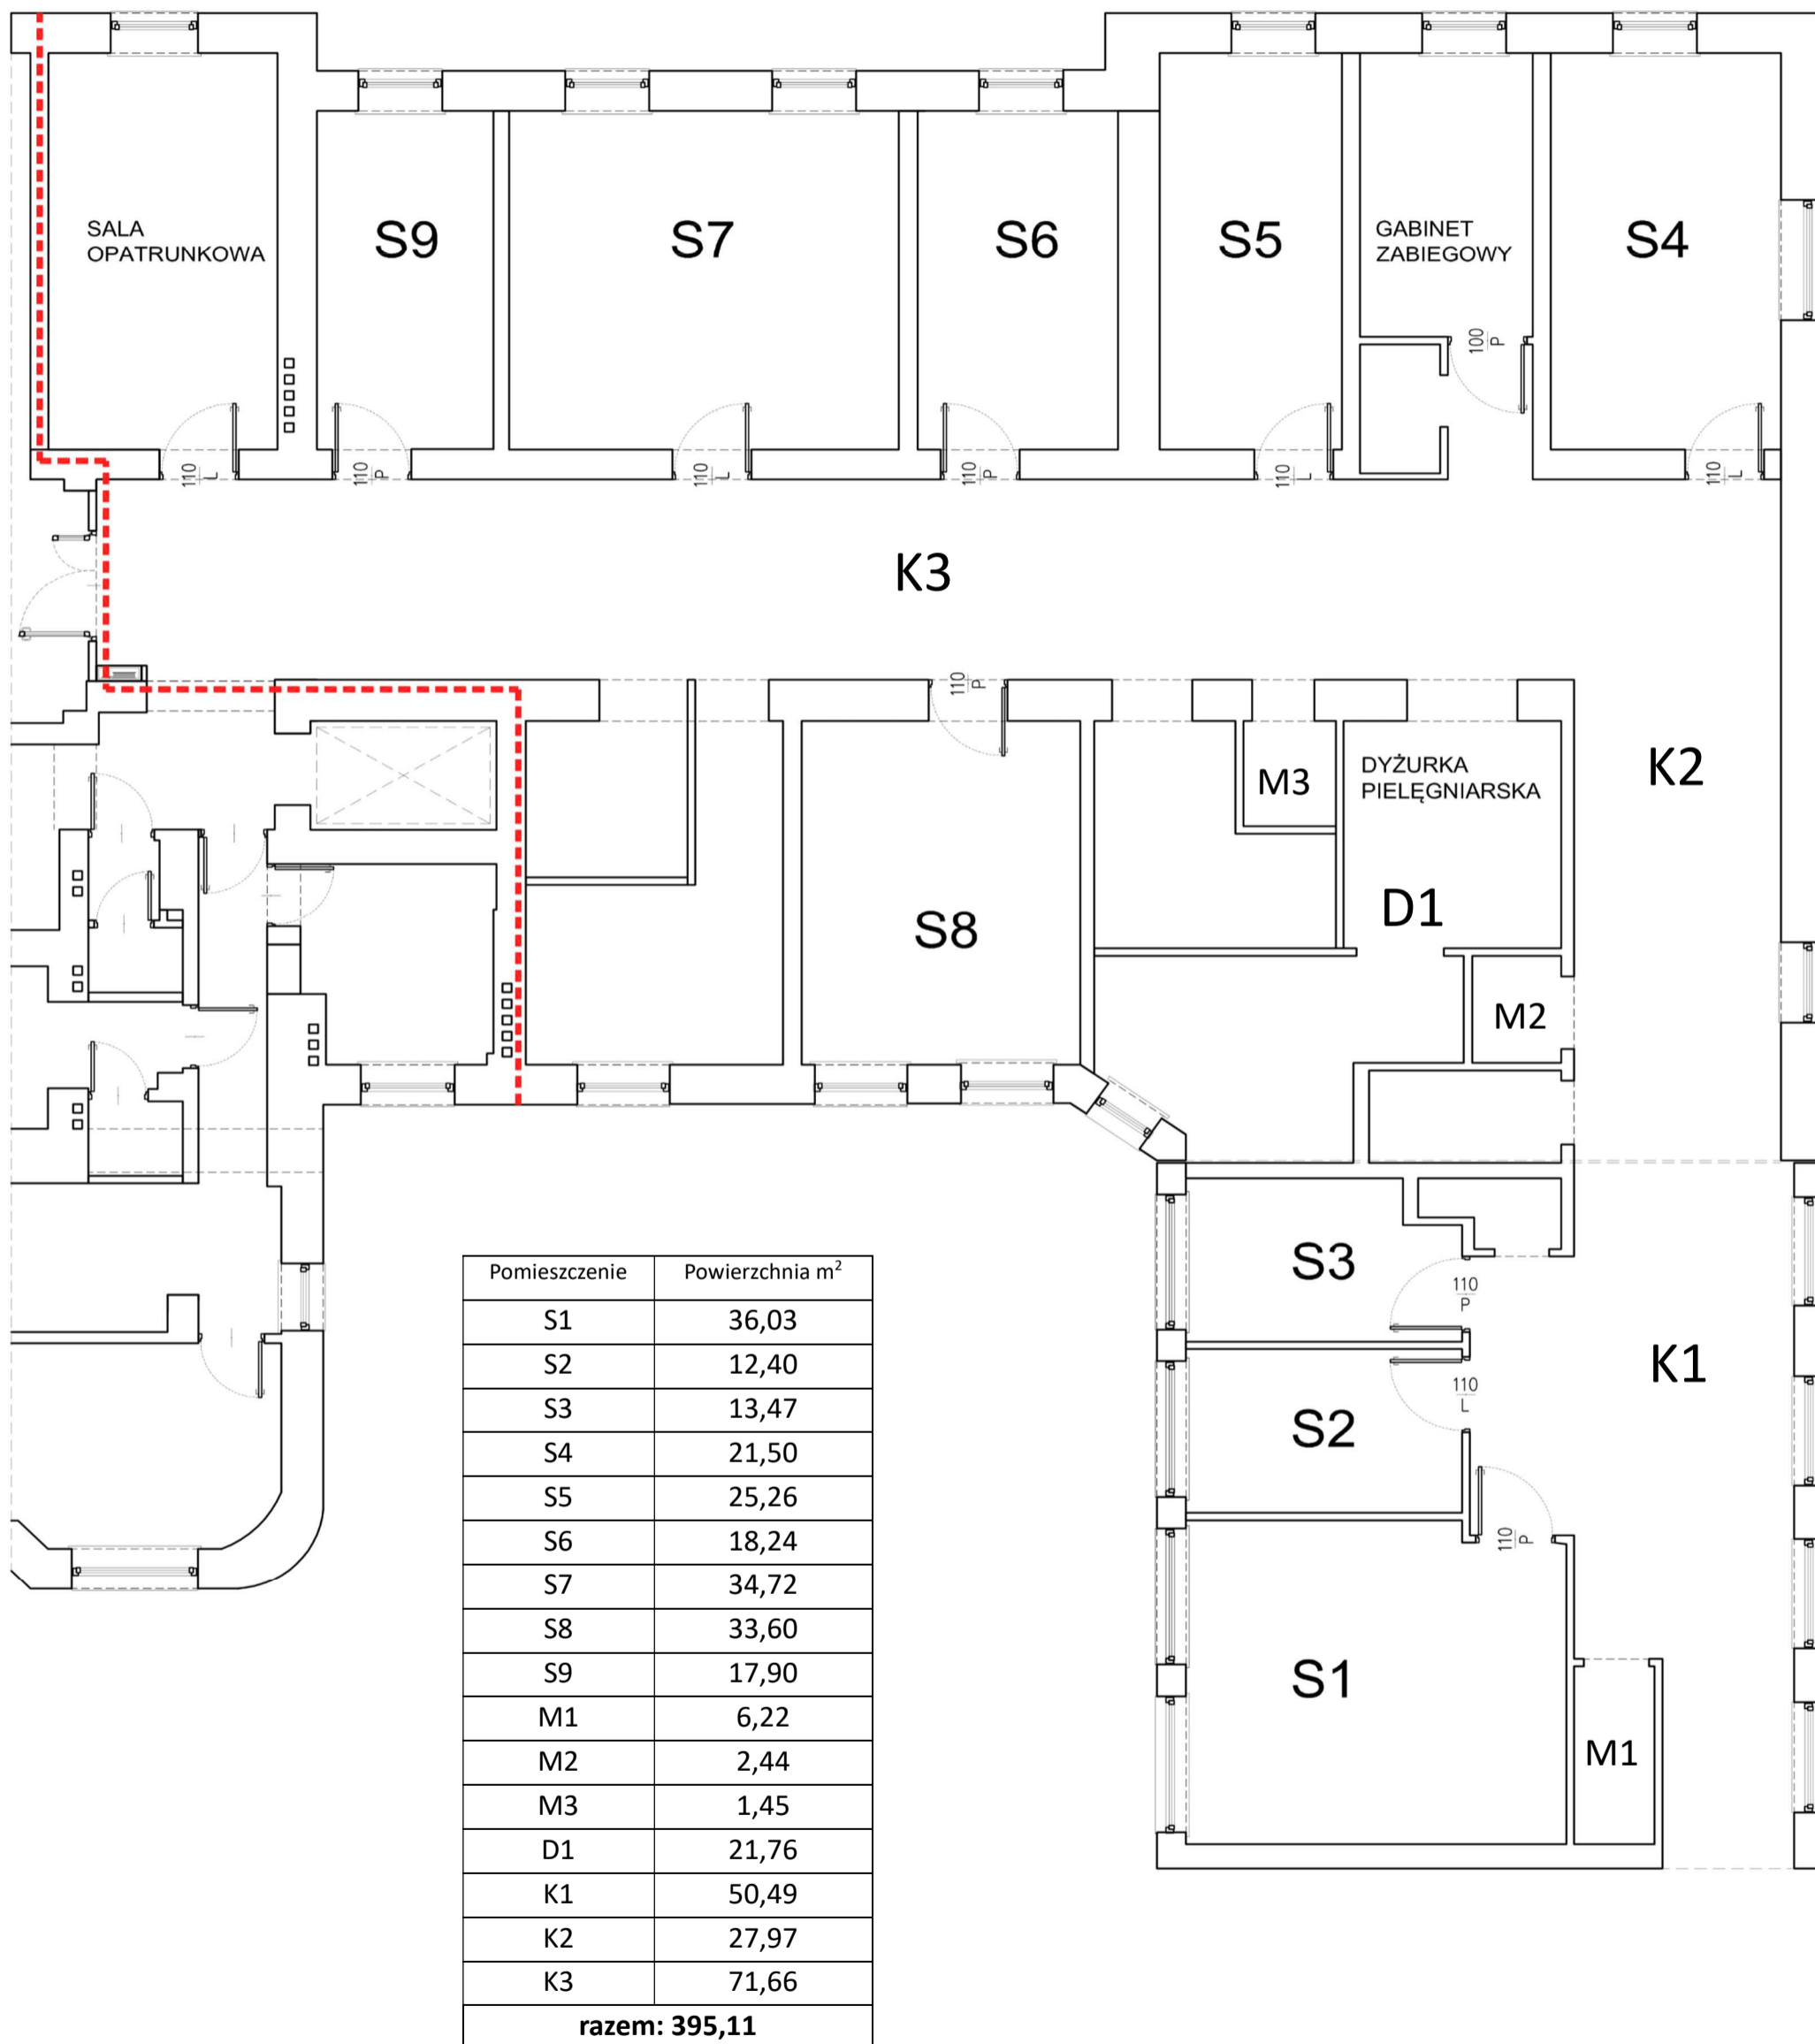 SALA
OPATRUNKOWA
S9
S7
S6
S5
GABINET
ZABIEGOWY
S4
100
P
110
L
110
P
110
L
110
P
110
L
110
L
K3
110
P
M3
DYŻURKA
PIELĘGNIARSKA
K2
D1
S8
M2
S3
110
P
K1
110
L
S2
110
P
S1
M1
Pomieszczenie Powierzchnia m²
S1 36,03
S2 12,40
S3 13,47
S4 21,50
S5 25,26
S6 18,24
S7 34,72
S8 33,60
S9 17,90
M1 6,22
M2 2,44
M3 1,45
D1 21,76
K1 50,49
K2 27,97
K3 71,66
razem: 395,11